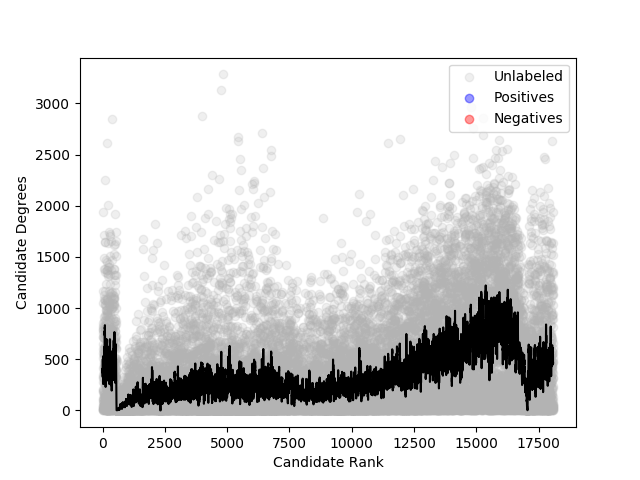 Unlabeled
Positives
Negatives
3000
2500
2000
1500
1000
500
0
Candidate Degrees
0 2500 5000 7500 10000 12500 15000 17500
Candidate Rank